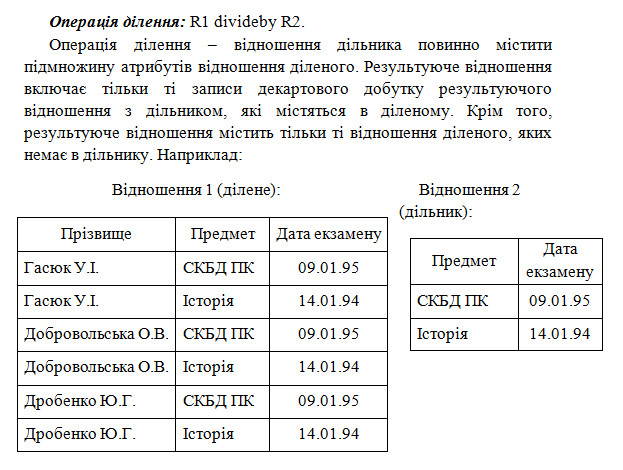 Операція ділення: R1 divideby R2.
Операція ділення – відношення дільника повинно містити
підмножину атрибутів відношення діленого. Результуюче відношення
включає тільки ті записи декартового добутку результуючого
відношення з дільником, які містяться в діленому. Крім того,
результуюче відношення містить тільки ті відношення діленого, яких
немає в дільнику. Наприклад:
Відношення 1 (ділене):
Прізвище Предмет Дата екзамену
Гасюк У.І. СКБД ПК 09.01.95
Гасюк У.І. Історія 14.01.94
Добровольська О.В. СКБД ПК 09.01.95
Добровольська О.В. Історія 14.01.94
Дробенко Ю.Г. СКБД ПК 09.01.95
Дробенко Ю.Г. Історія 14.01.94
Відношення 2
(дільник):
Предмет Дата
екзамену
СКБД ПК 09.01.95
Історія 14.01.94